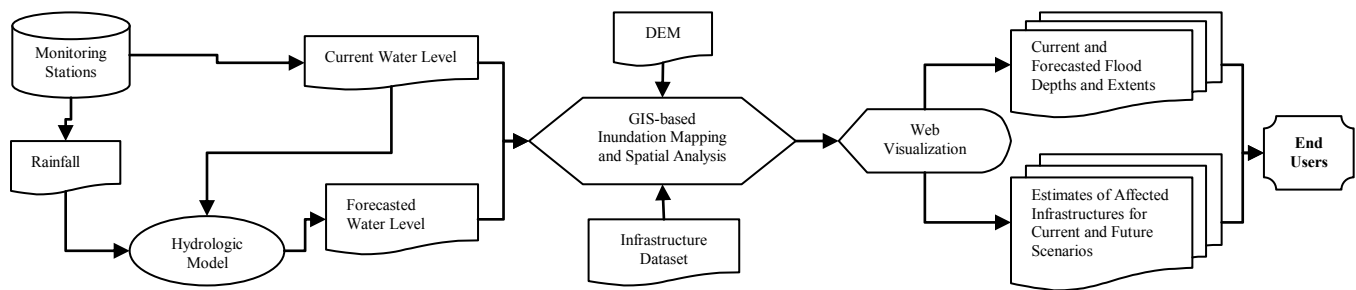 Monitoring
Stations
Current Water Level
Rainfall
Hydrologic
Model
Forecasted
Water Level
DEM
GIS-based
Inundation Mapping
and Spatial Analysis
Infrastructure
Dataset
Web
Visualization
Current and
Forecasted Flood
Depths and Extents
Estimates of Affected
Infrastructures for
Current and Future
Scenarios
End
Users